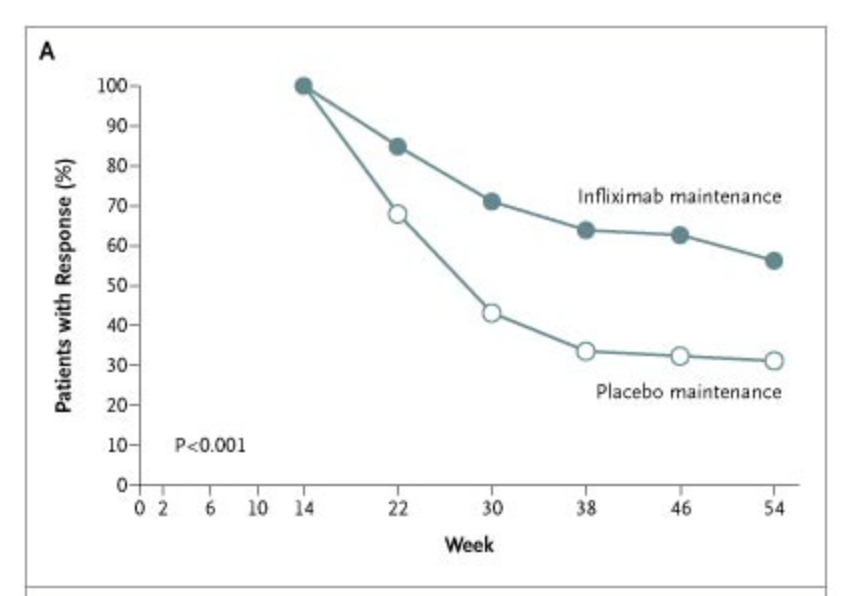 A
100
90
80
70
60
50
40
30
20
10
0
Patients with Response (%)
Infliximab maintenance
Placebo maintenance
P<0.001
0 2 6 10 14 22 30 38 46 54
Week